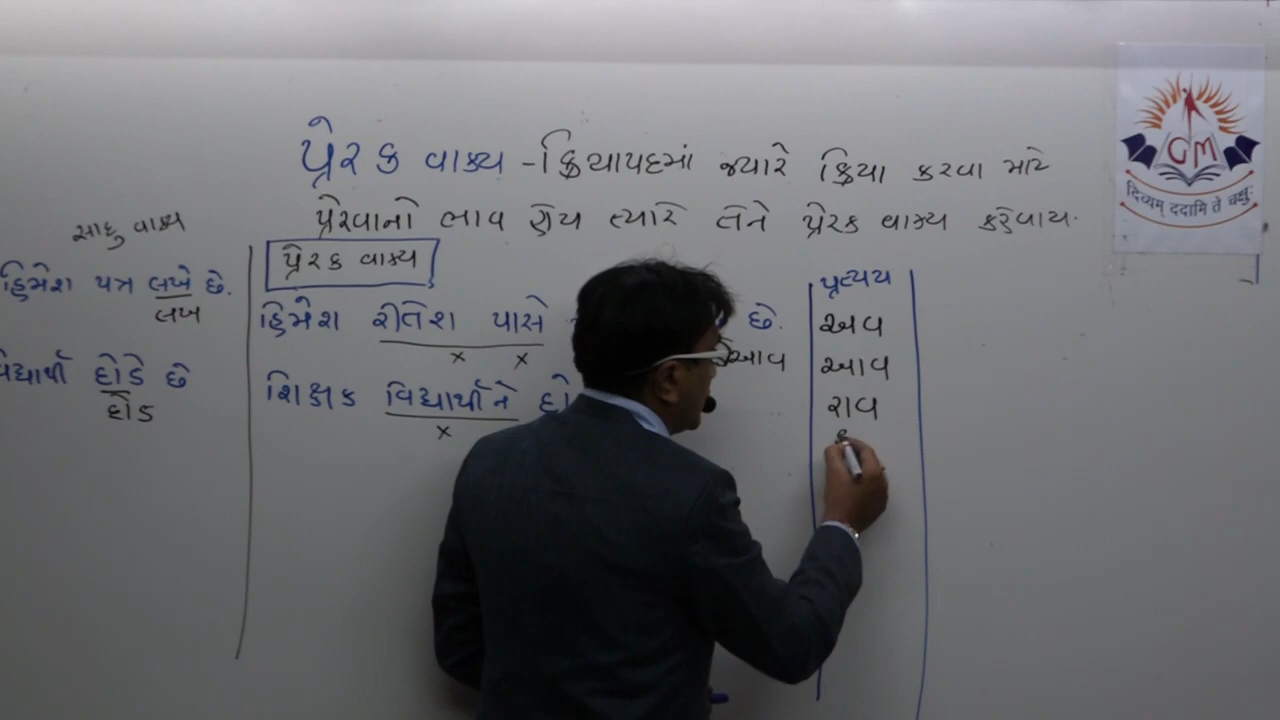 પ્રેરક વાક્ય - ક્રિયાપદમાં જ્યારે ક્રિયા કરવા માટે
પ્રેરવાનો ભાવ હોય ત્યારે તેને પ્રેરક વાક્ય કહેવાય.
સાદુ વાક્ય
હિમેશ પત્ર લખે છે.
લખ
દોડે છે
દોડ
પ્રેરક વાક્ય
હિમેશ રીતેશ પાસે છે.
x x આવ
શિક્ષક વિદ્યાર્થીને દો
x
પ્રત્યય
અવ
આવ
રાવ
GM
દિવ્યમ્ દદામિ તે ચક્ષુઃ